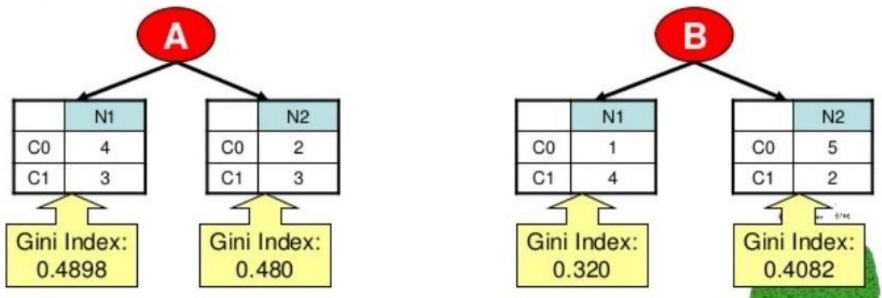 A
B
N1
C0 4
C1 3
N2
C0 2
C1 3
N1
C0 1
C1 4
N2
C0 5
C1 2
Gini Index:
0.4898
Gini Index:
0.480
Gini Index:
0.320
Gini Index:
0.4082